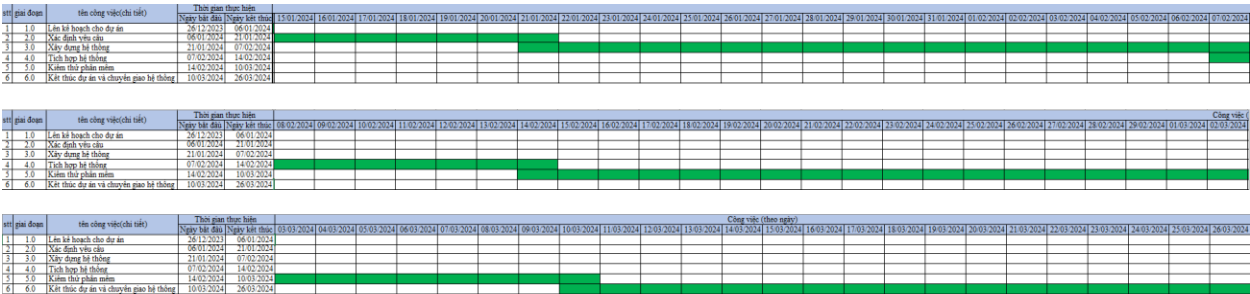 stt giai đoạn tên công việc(chi tiết) Thời gian thực hiện
Ngày bắt đầu Ngày kết thúc 15/01/2024 16/01/2024 17/01/2024 18/01/2024 19/01/2024 20/01/2024 21/01/2024 22/01/2024 23/01/2024 24/01/2024 25/01/2024 26/01/2024 27/01/2024 28/01/2024 29/01/2024 30/01/2024 31/01/2024 01/02/2024 02/02/2024 03/02/2024 04/02/2024 05/02/2024 06/02/2024 07/02/2024
1 1.0 Lên kế hoạch cho dự án 26/12/2023 06/01/2024
2 2.0 Xác định yêu cầu 06/01/2024 21/01/2024
3 3.0 Xây dựng hệ thống 21/01/2024 07/02/2024
4 4.0 Tích hợp hệ thống 07/02/2024 14/02/2024
5 5.0 Kiểm thử phần mềm 14/02/2024 10/03/2024
6 6.0 Kết thúc dự án và chuyển giao hệ thống 10/03/2024 26/03/2024
stt giai đoạn tên công việc(chi tiết) Thời gian thực hiện Công việc (
Ngày bắt đầu Ngày kết thúc 08/02/2024 09/02/2024 10/02/2024 11/02/2024 12/02/2024 13/02/2024 14/02/2024 15/02/2024 16/02/2024 17/02/2024 18/02/2024 19/02/2024 20/02/2024 21/02/2024 22/02/2024 23/02/2024 24/02/2024 25/02/2024 26/02/2024 27/02/2024 28/02/2024 29/02/2024 01/03/2024 02/03/2024
1 1.0 Lên kế hoạch cho dự án 26/12/2023 06/01/2024
2 2.0 Xác định yêu cầu 06/01/2024 21/01/2024
3 3.0 Xây dựng hệ thống 21/01/2024 07/02/2024
4 4.0 Tích hợp hệ thống 07/02/2024 14/02/2024
5 5.0 Kiểm thử phần mềm 14/02/2024 10/03/2024
6 6.0 Kết thúc dự án và chuyển giao hệ thống 10/03/2024 26/03/2024
stt giai đoạn tên công việc(chi tiết) Thời gian thực hiện Công việc (theo ngày)
Ngày bắt đầu Ngày kết thúc 03/03/2024 04/03/2024 05/03/2024 06/03/2024 07/03/2024 08/03/2024 09/03/2024 10/03/2024 11/03/2024 12/03/2024 13/03/2024 14/03/2024 15/03/2024 16/03/2024 17/03/2024 18/03/2024 19/03/2024 20/03/2024 21/03/2024 22/03/2024 23/03/2024 24/03/2024 25/03/2024 26/03/2024
1 1.0 Lên kế hoạch cho dự án 26/12/2023 06/01/2024
2 2.0 Xác định yêu cầu 06/01/2024 21/01/2024
3 3.0 Xây dựng hệ thống 21/01/2024 07/02/2024
4 4.0 Tích hợp hệ thống 07/02/2024 14/02/2024
5 5.0 Kiểm thử phần mềm 14/02/2024 10/03/2024
6 6.0 Kết thúc dự án và chuyển giao hệ thống 10/03/2024 26/03/2024